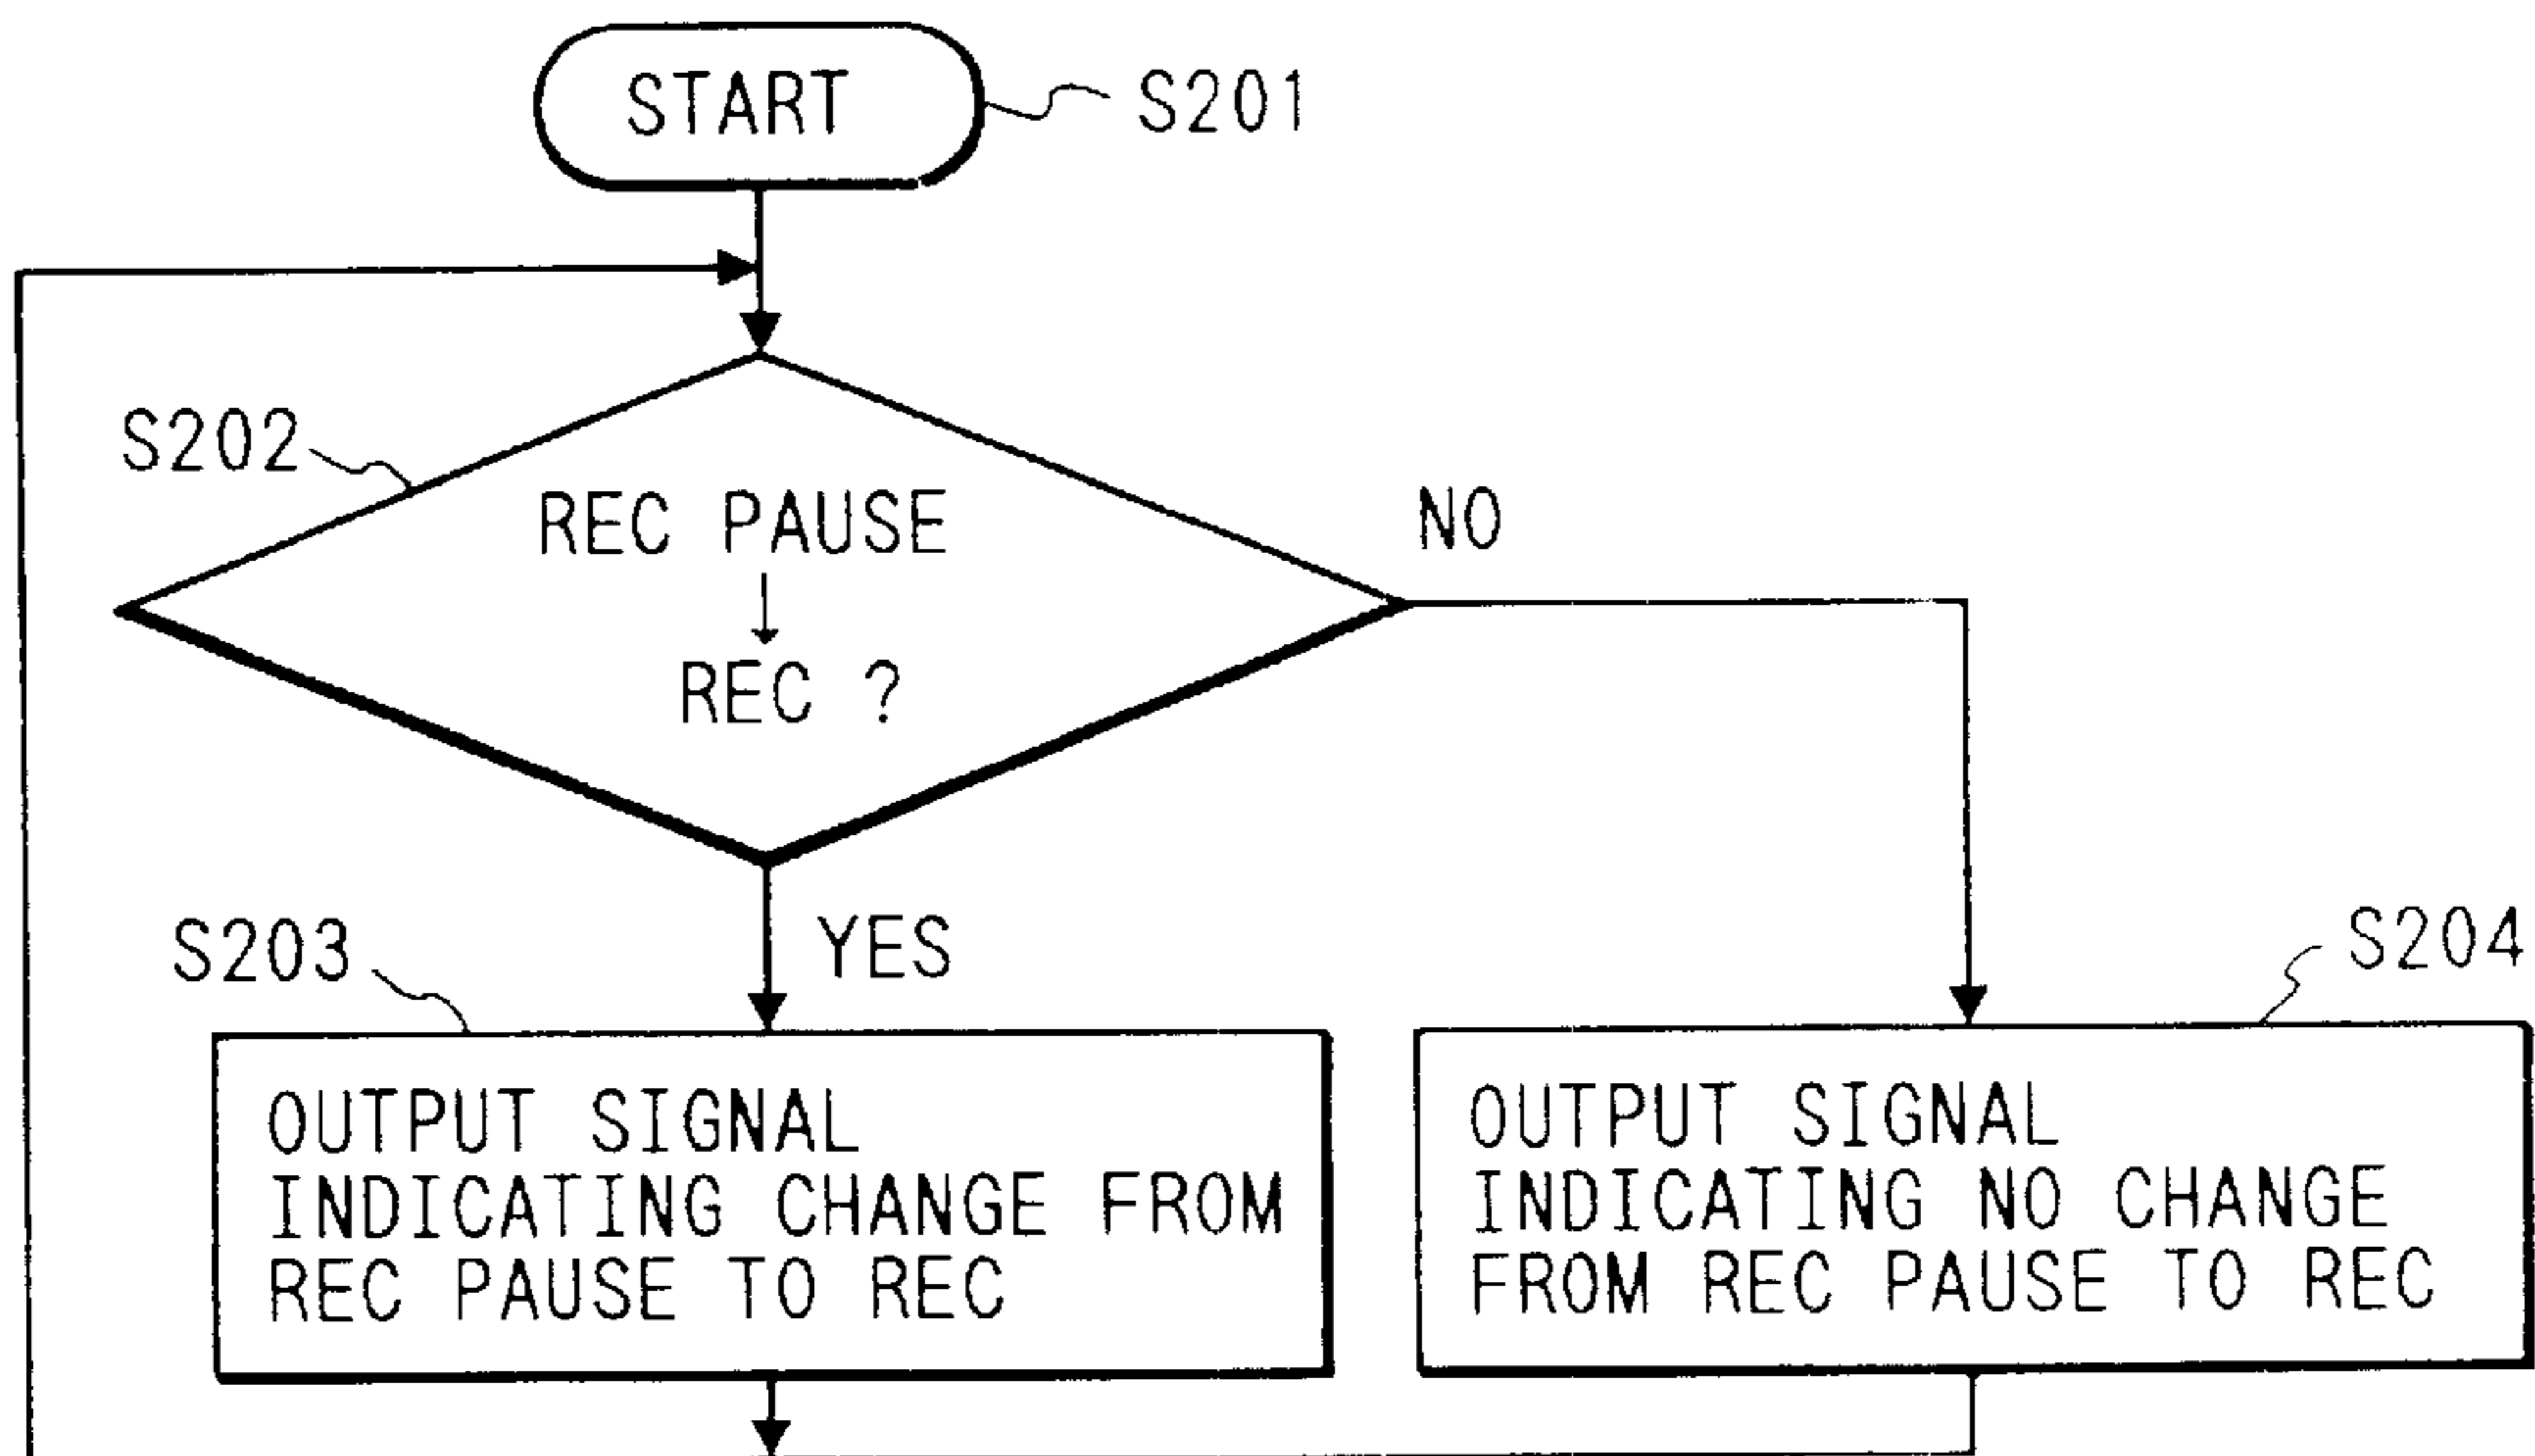 START
S201
S202
REC PAUSE
↓
REC ?
NO
YES
S203
OUTPUT SIGNAL
INDICATING CHANGE FROM
REC PAUSE TO REC
S204
OUTPUT SIGNAL
INDICATING NO CHANGE
FROM REC PAUSE TO REC